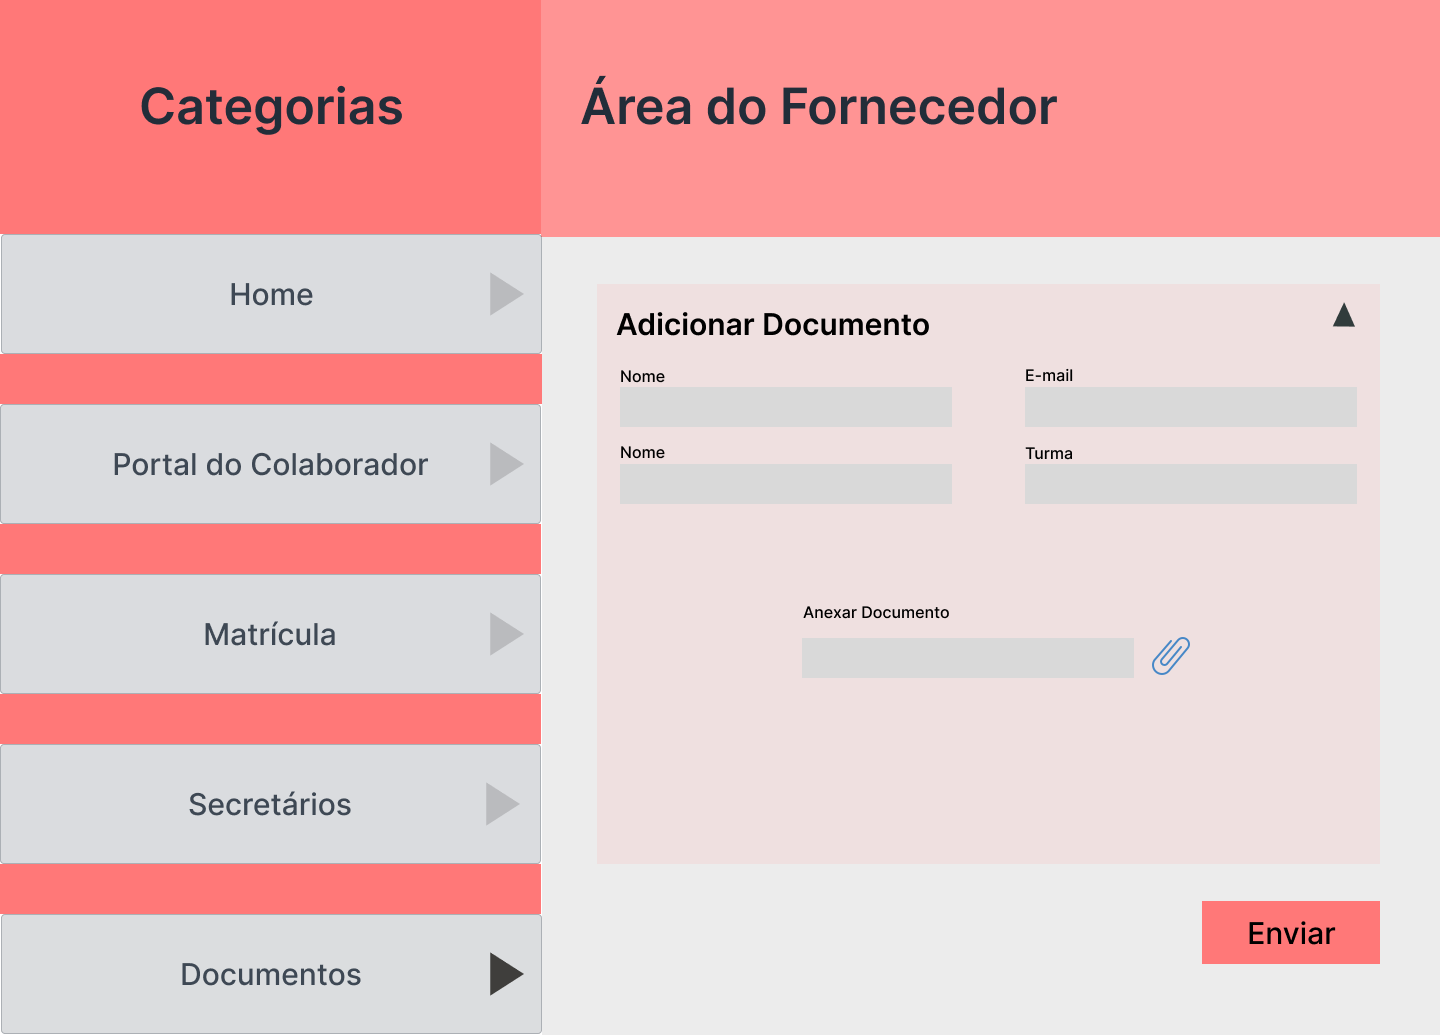 Categorias
Home
Portal do Colaborador
Matrícula
Secretários
Documentos
Área do Fornecedor
Adicionar Documento
Nome
E-mail
Nome
Turma
Anexar Documento
Enviar